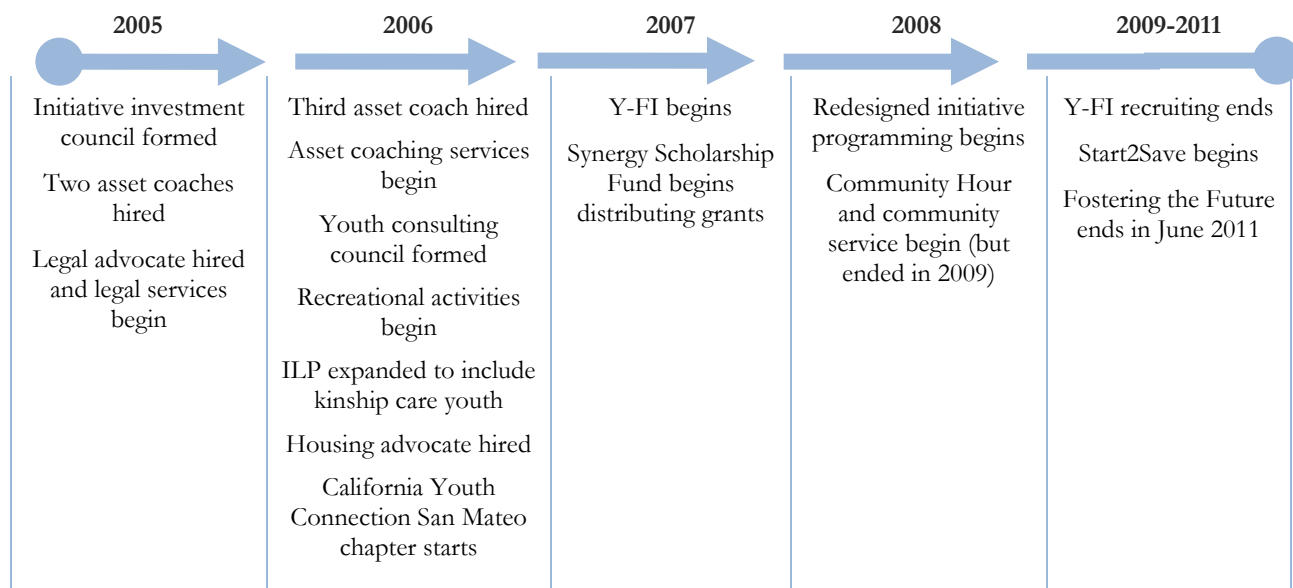 2005
Initiative investment
council formed
Two asset coaches
hired
Legal advocate hired
and legal services
begin
2006
Third asset coach hired
Asset coaching services
begin
Youth consulting
council formed
Recreational activities
begin
ILP expanded to include
kinship care youth
Housing advocate hired
California Youth
Connection San Mateo
chapter starts
2007
Y-FI begins
Synergy Scholarship
Fund begins
distributing grants
2008
Redesigned initiative
programming begins
Community Hour
and community
service begin (but
ended in 2009)
2009-2011
Y-FI recruiting ends
Start2Save begins
Fostering the Future
ends in June 2011